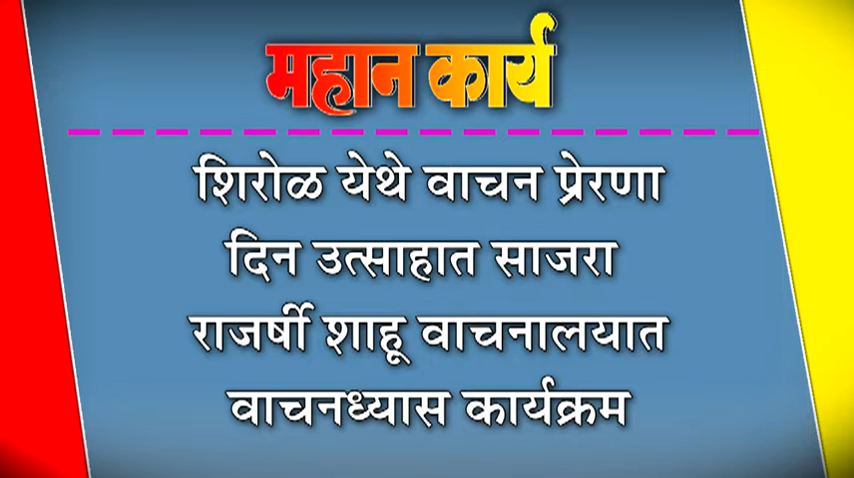 महान कार्य
शिरोळ येथे वाचन प्रेरणा
दिन उत्साहात साजरा
राजर्षी शाहू वाचनालयात
वाचनध्यास कार्यक्रम